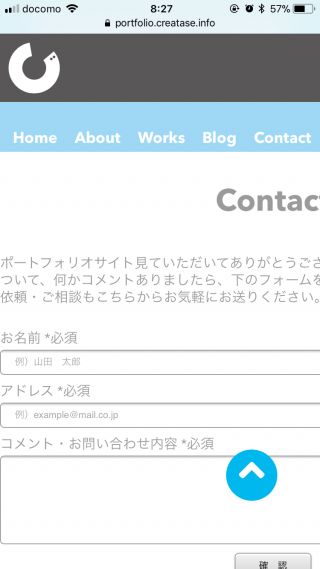 docomo 8:27 57%
portfolio.creatase.info
Home About Works Blog Contact
Contac
ポートフォリオサイト見ていただいてありがとうござ
ついて、何かコメントありましたら、下のフォームを
依頼・ご相談もこちらからお気軽にお送りください。
お名前 *必須
例）山田　太郎
アドレス *必須
例）example@mail.co.jp
コメント・お問い合わせ内容 *必須
確 認